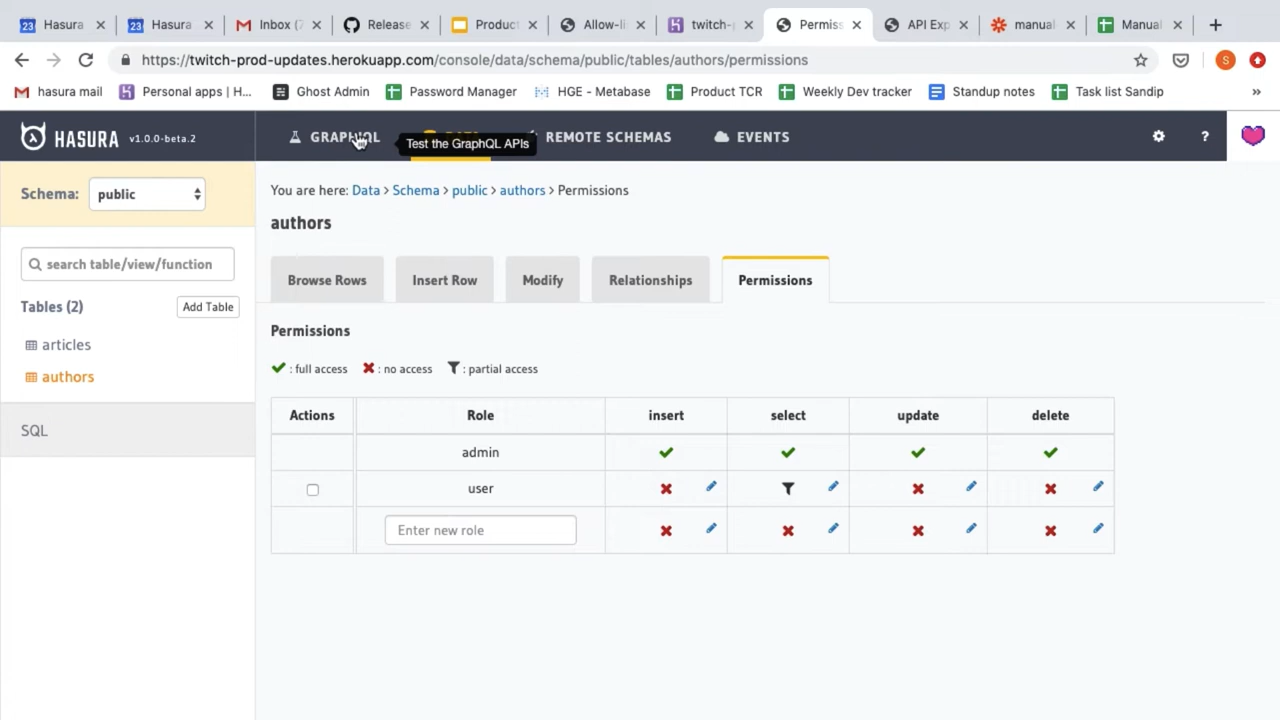 23 Hasura
23 Hasura
Inbox (7
Release
Product
Allow-li
twitch-p
Permiss
API Exp
manual
Manual
https://twitch-prod-updates.herokuapp.com/console/data/schema/public/tables/authors/permissions
S
hasura mail
Personal apps | H...
Ghost Admin
Password Manager
HGE - Metabase
Product TCR
Weekly Dev tracker
Standup notes
Task list Sandip
»
HASURA v1.0.0-beta.2
GRAPHIQL
Test the GraphQL APIs
REMOTE SCHEMAS
EVENTS
?
Schema: public
You are here: Data > Schema > public > authors > Permissions
authors
search table/view/function
Browse Rows
Insert Row
Modify
Relationships
Permissions
Tables (2)
Add Table
articles
authors
SQL
Permissions
: full access
: no access
: partial access
Actions Role insert select update delete
admin
user
Enter new role